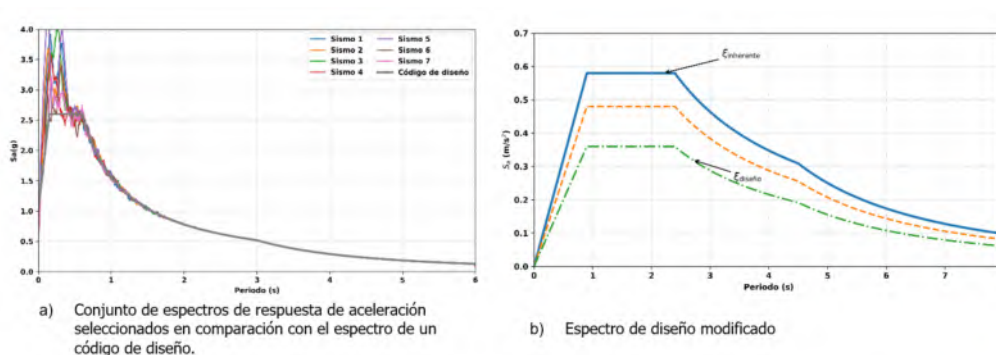 4.0
3.5
3.0
2.5
2.0
1.5
1.0
0.5
0.0
Sa(g)
0 1 2 3 4 5 6
Periodo (s)
Sismo 1
Sismo 2
Sismo 3
Sismo 4
Sismo 5
Sismo 6
Sismo 7
Código de diseño
a) Conjunto de espectros de respuesta de aceleración
seleccionados en comparación con el espectro de un
código de diseño.
0.7
0.6
0.5
0.4
0.3
0.2
0.1
0.0
Sₐ (m/s²)
0 1 2 3 4 5 6 7
Periodo (s)
ξinherente
ξdiseño
b) Espectro de diseño modificado